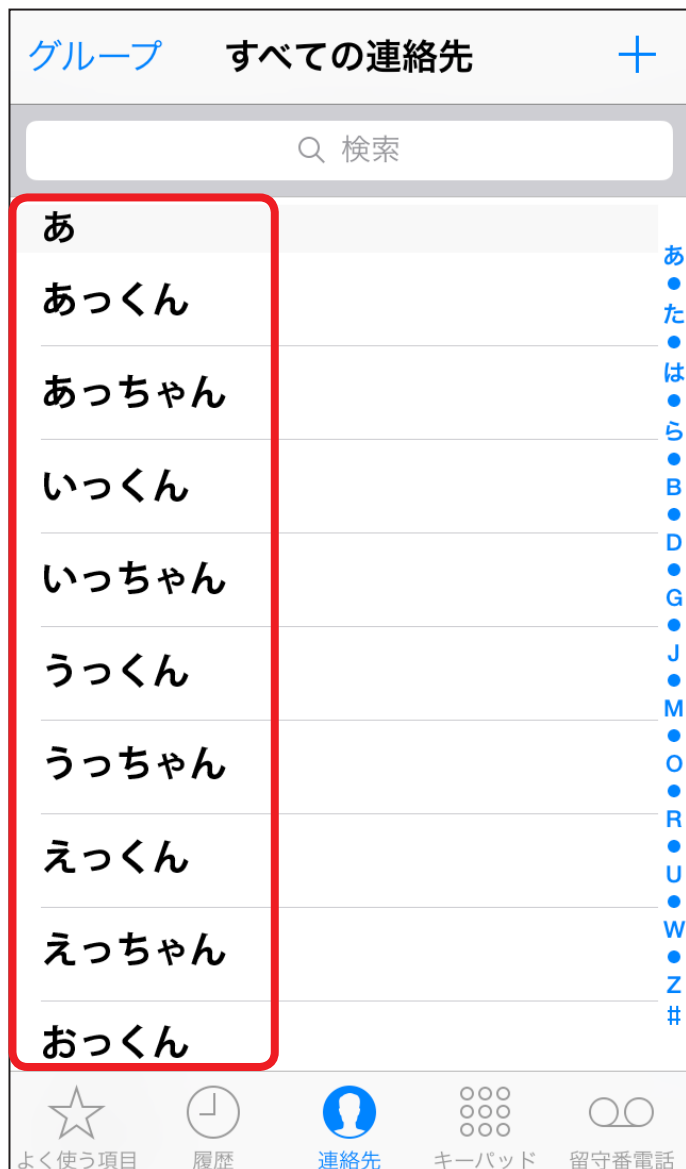 グループ すべての連絡先 +
検索
あ
あっくん
あっちゃん
いっくん
いっちゃん
うっくん
うっちゃん
えっくん
えっちゃん
おっくん
あ
●
た
●
は
●
ら
●
B
●
D
●
G
●
J
●
M
●
O
●
R
●
U
●
W
●
Z
#
よく使う項目 履歴 連絡先 キーパッド 留守番電話